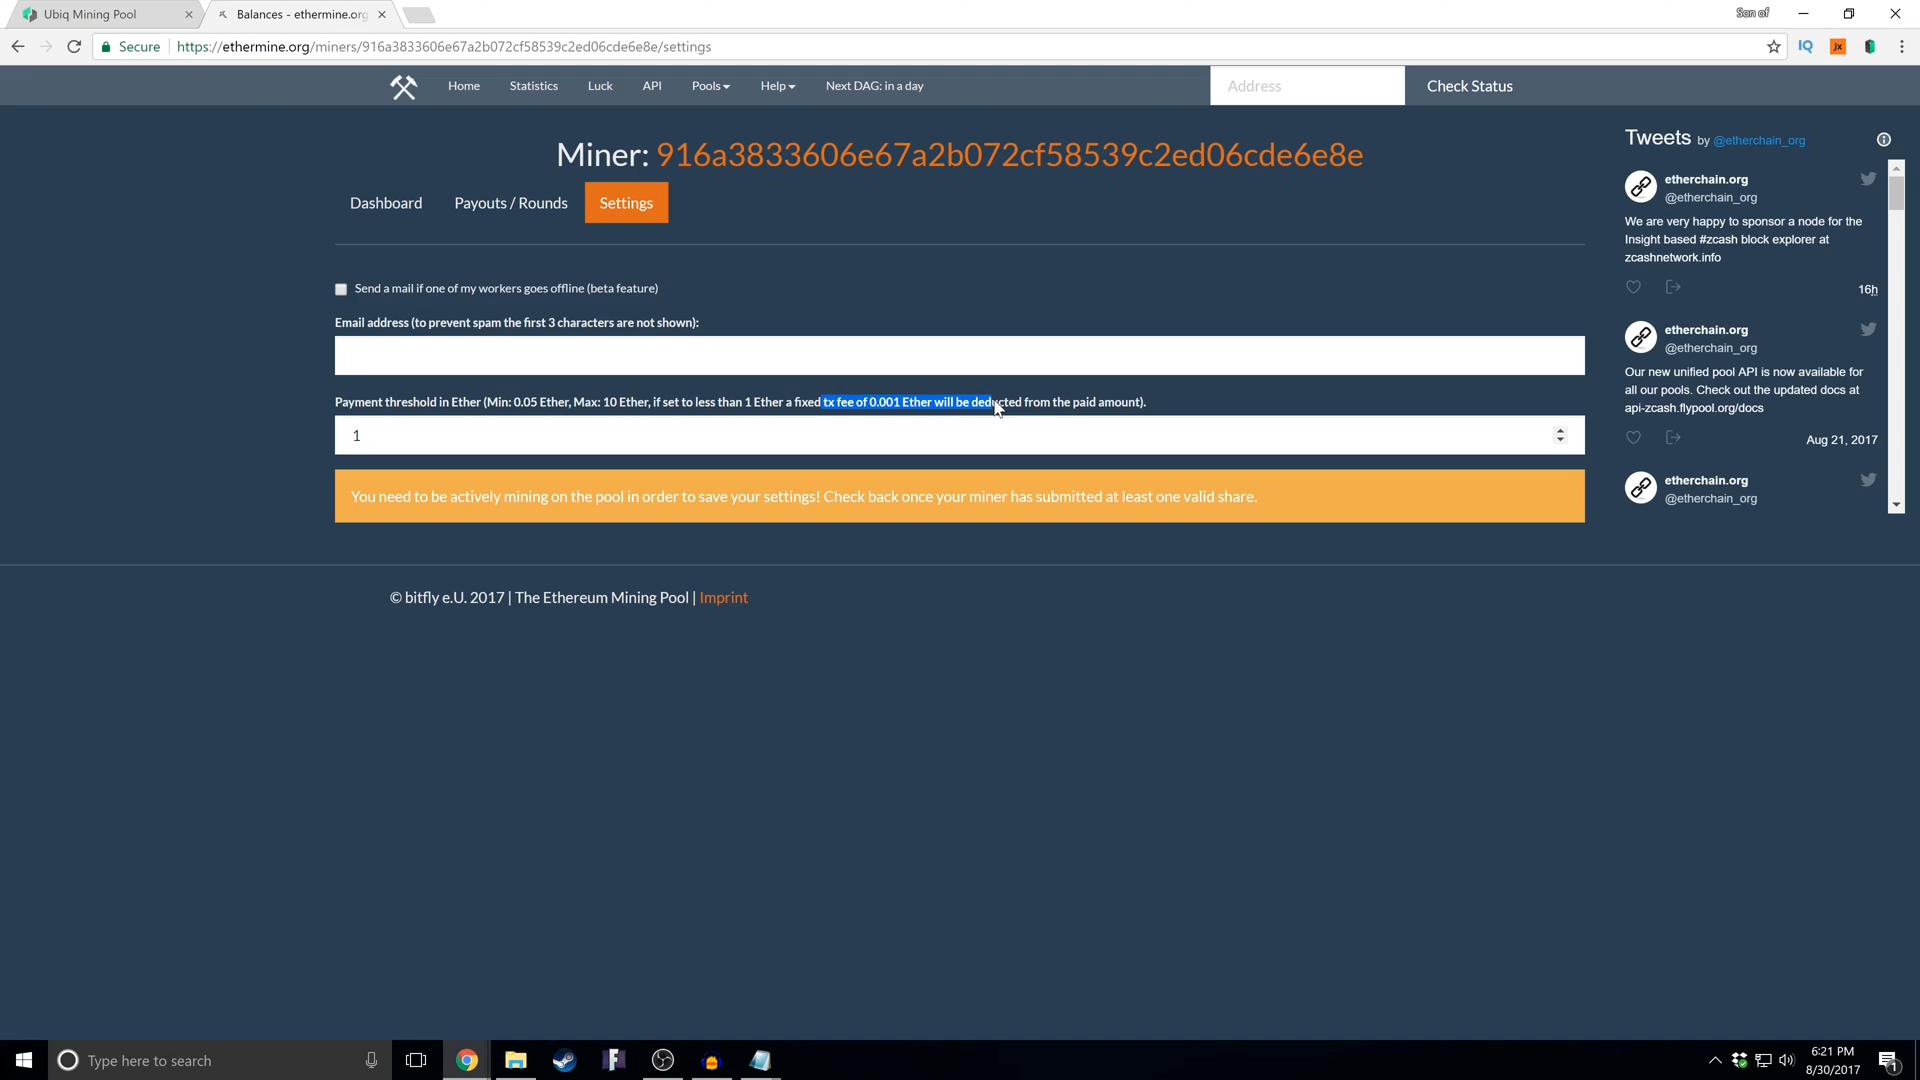 Ubiq Mining Pool
Balances - ethermine.org
Son of
Secure
https://ethermine.org/miners/916a3833606e67a2b072cf58539c2ed06cde6e8e/settings
IQ
Jx
Home
Statistics
Luck
API
Pools
Help
Next DAG: in a day
Address
Check Status
Miner: 916a3833606e67a2b072cf58539c2ed06cde6e8e
Dashboard
Payouts / Rounds
Settings
Send a mail if one of my workers goes offline (beta feature)
Email address (to prevent spam the first 3 characters are not shown):
Payment threshold in Ether (Min: 0.05 Ether, Max: 10 Ether, if set to less than 1 Ether a fixed tx fee of 0.001 Ether will be deducted from the paid amount).
1
You need to be actively mining on the pool in order to save your settings! Check back once your miner has submitted at least one valid share.
© bitfly e.U. 2017 | The Ethereum Mining Pool | Imprint
Tweets by @etherchain_org
etherchain.org
@etherchain_org
We are very happy to sponsor a node for the
Insight based #zcash block explorer at
zcashnetwork.info
16h
etherchain.org
@etherchain_org
Our new unified pool API is now available for
all our pools. Check out the updated docs at
api-zcash.flypool.org/docs
Aug 21, 2017
etherchain.org
@etherchain_org
Type here to search
6:21 PM
8/30/2017
1